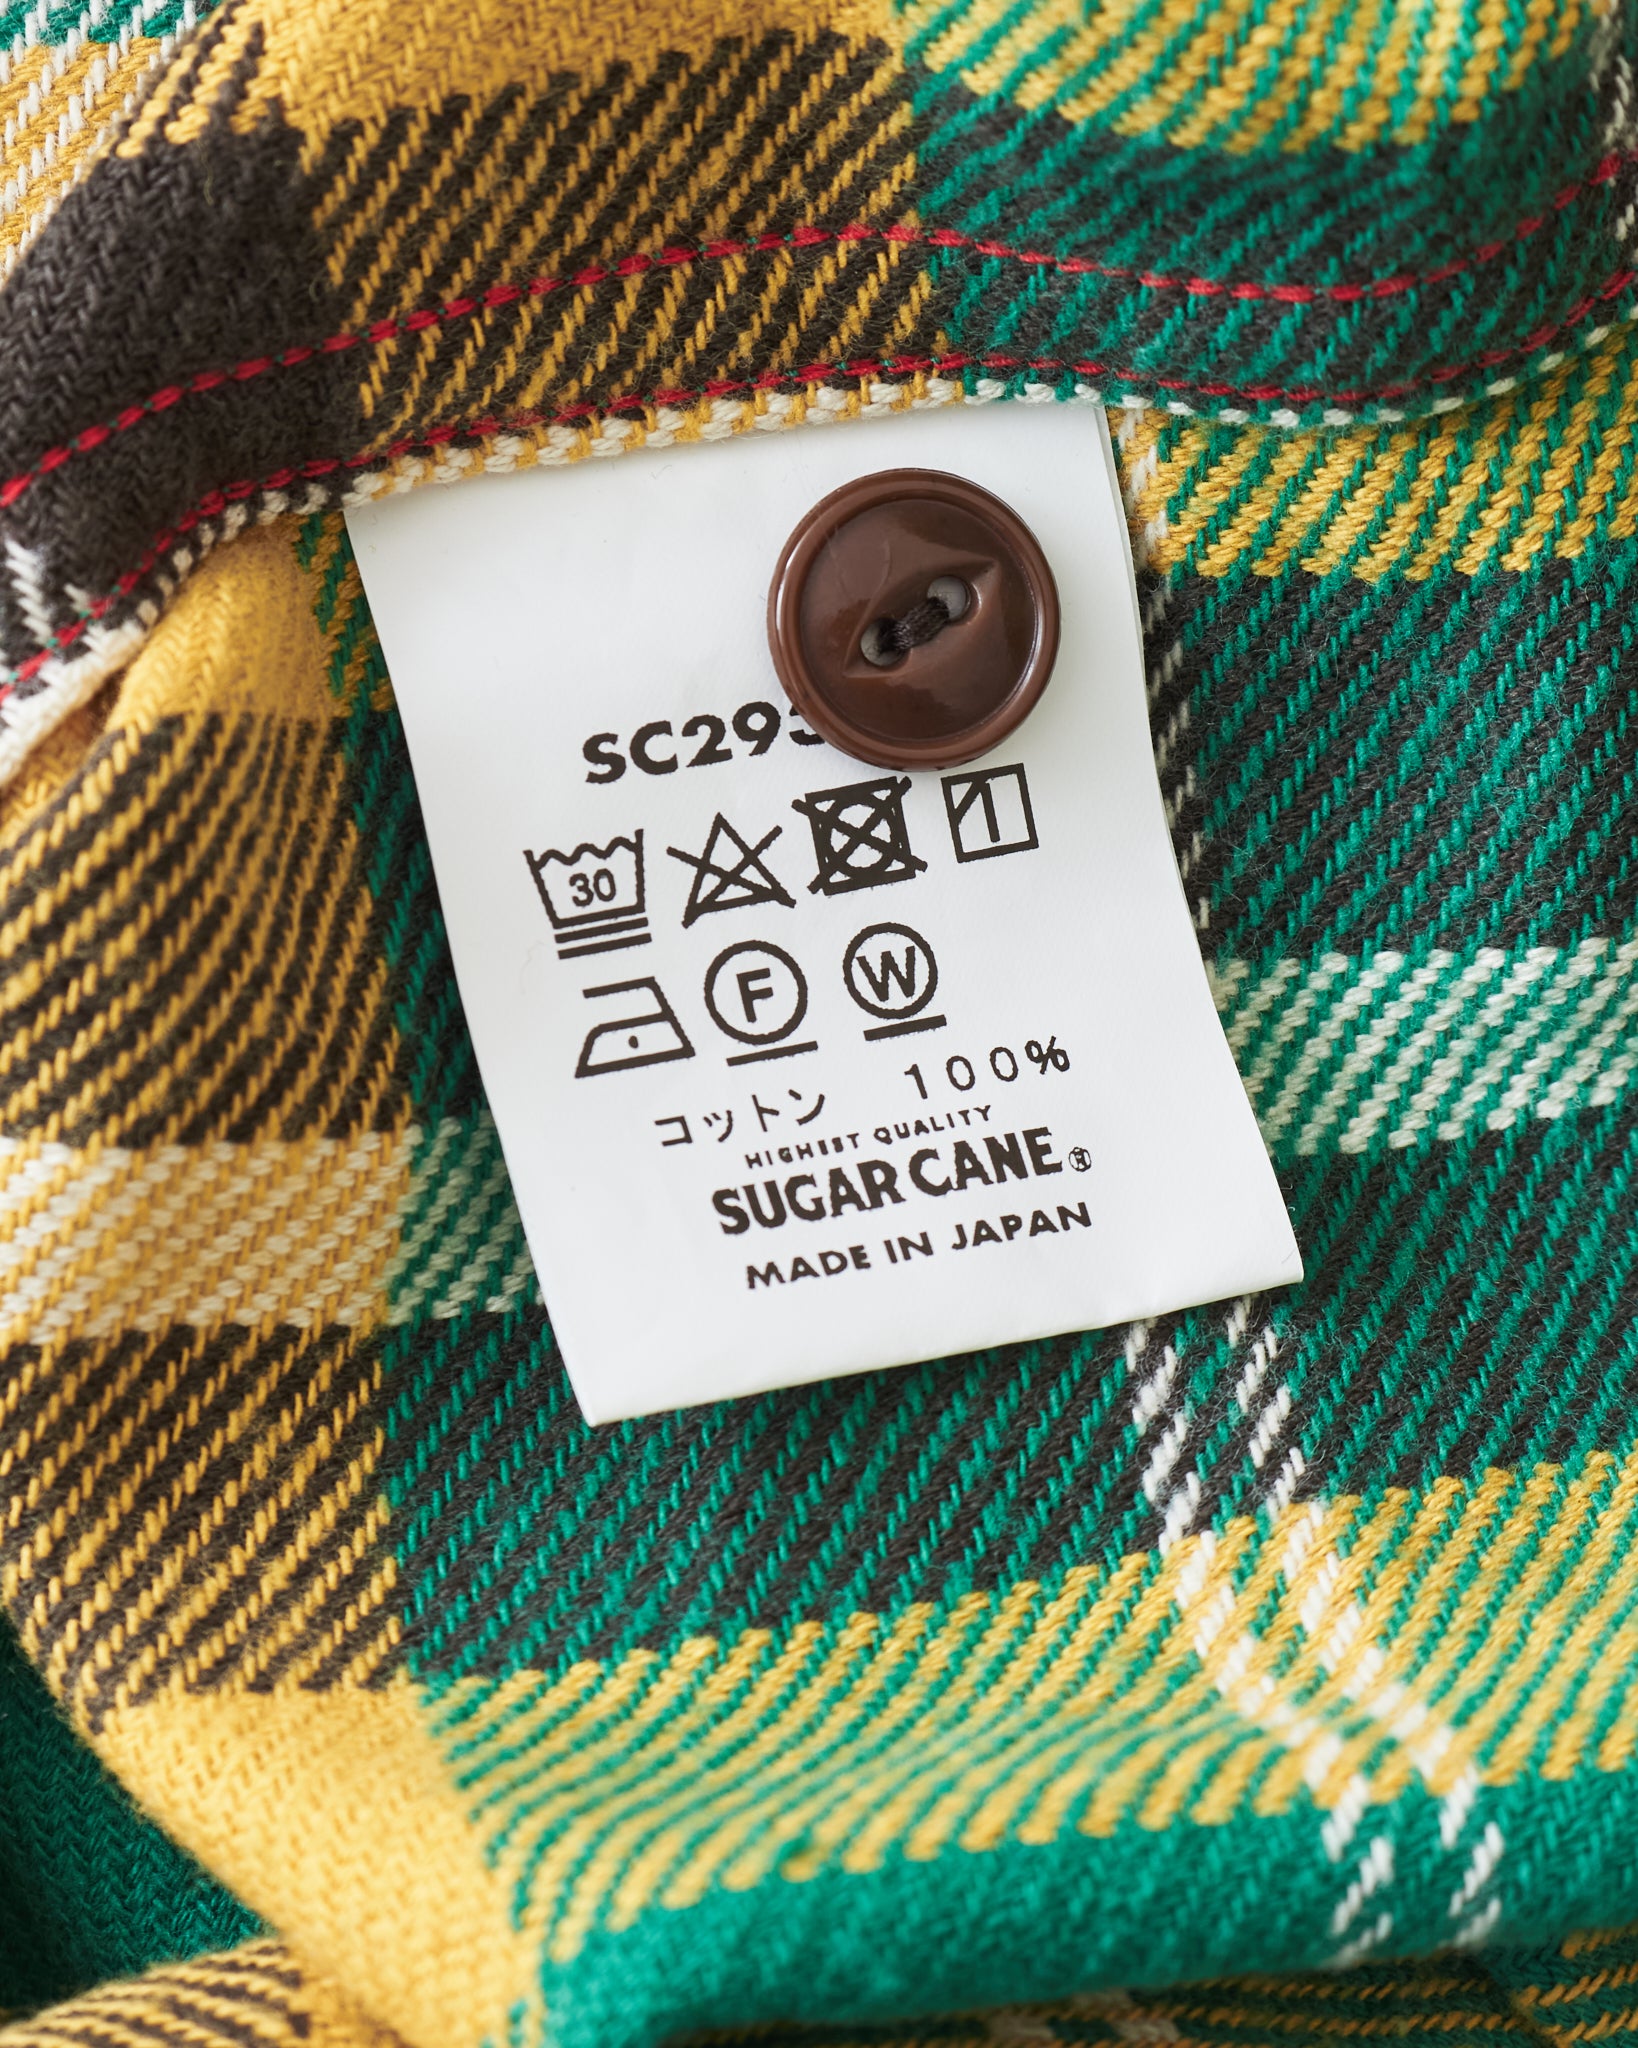 SC29
30
F W
コットン 100%
HIGHEST QUALITY
SUGAR CANE®
MADE IN JAPAN